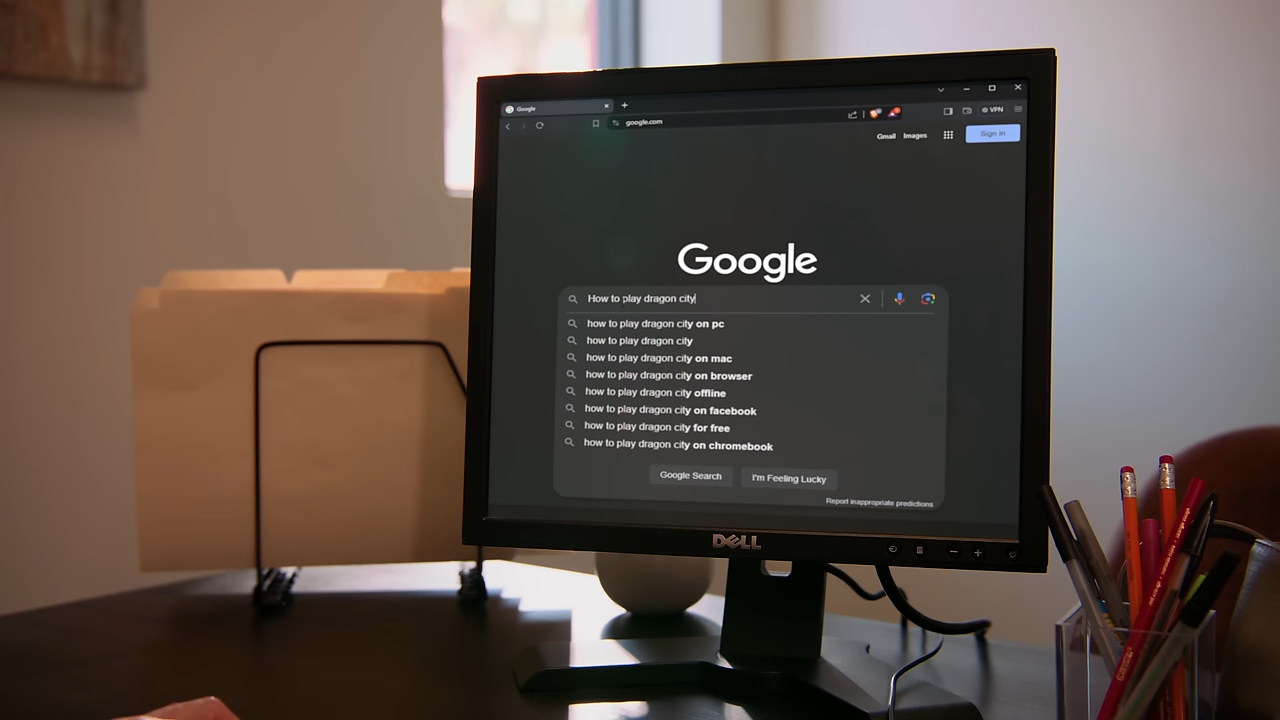 Google
google.com
VPN
Gmail Images
Sign in
Google
How to play dragon city
how to play dragon city on pc
how to play dragon city
how to play dragon city on mac
how to play dragon city on browser
how to play dragon city offline
how to play dragon city on facebook
how to play dragon city for free
how to play dragon city on chromebook
Google Search I'm Feeling Lucky
Report inappropriate predictions
DELL